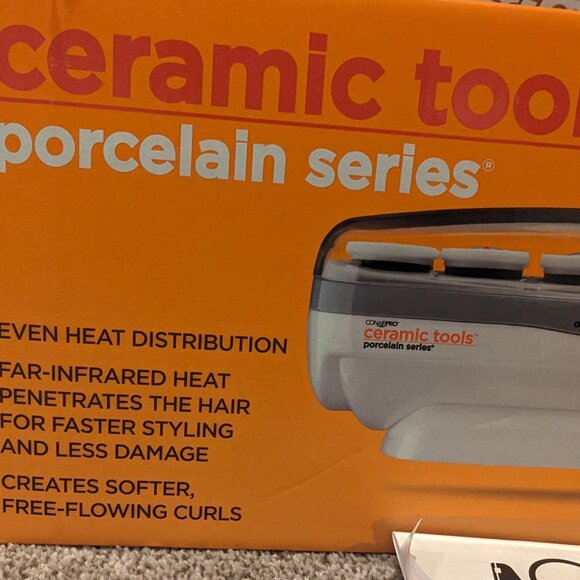 ceramic tool
porcelain series®
CONAIRPRO®
ceramic tools™
porcelain series®
EVEN HEAT DISTRIBUTION
FAR-INFRARED HEAT
PENETRATES THE HAIR
FOR FASTER STYLING
AND LESS DAMAGE
CREATES SOFTER,
FREE-FLOWING CURLS